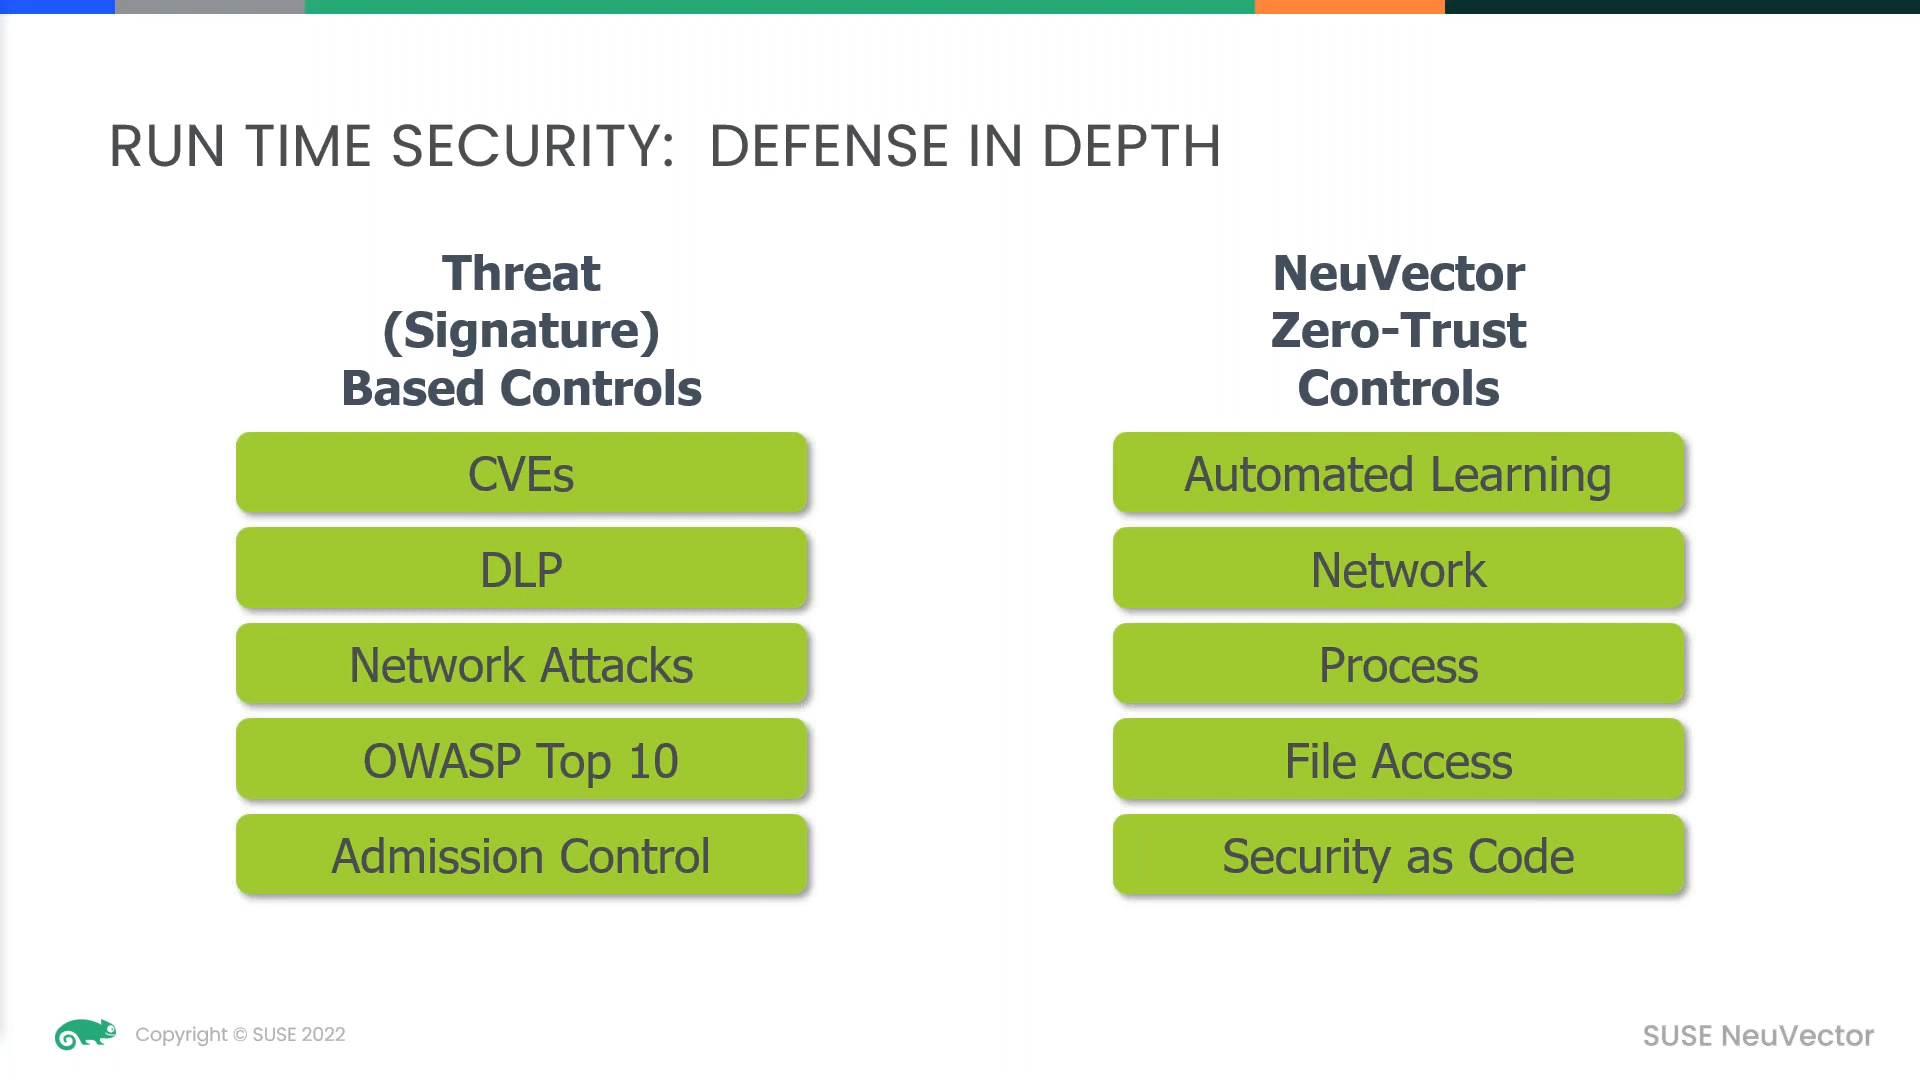 RUN TIME SECURITY: DEFENSE IN DEPTH
Threat
(Signature)
Based Controls
CVEs
DLP
Network Attacks
OWASP Top 10
Admission Control
NeuVector
Zero-Trust
Controls
Automated Learning
Network
Process
File Access
Security as Code
Copyright © SUSE 2022
SUSE NeuVector